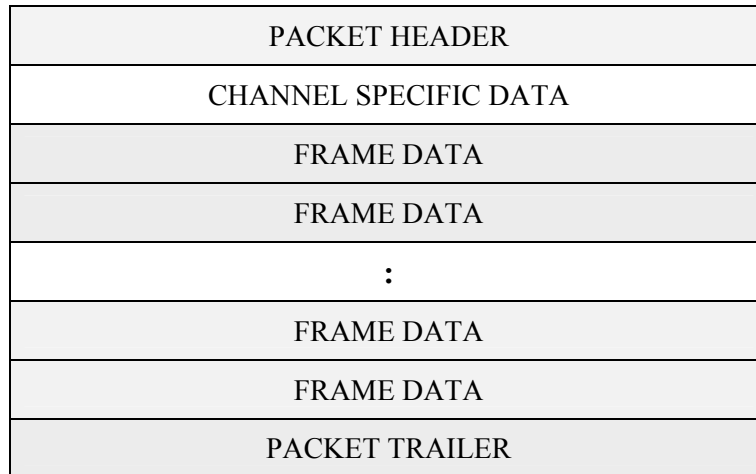 PACKET HEADER
CHANNEL SPECIFIC DATA
FRAME DATA
FRAME DATA
:
FRAME DATA
FRAME DATA
PACKET TRAILER